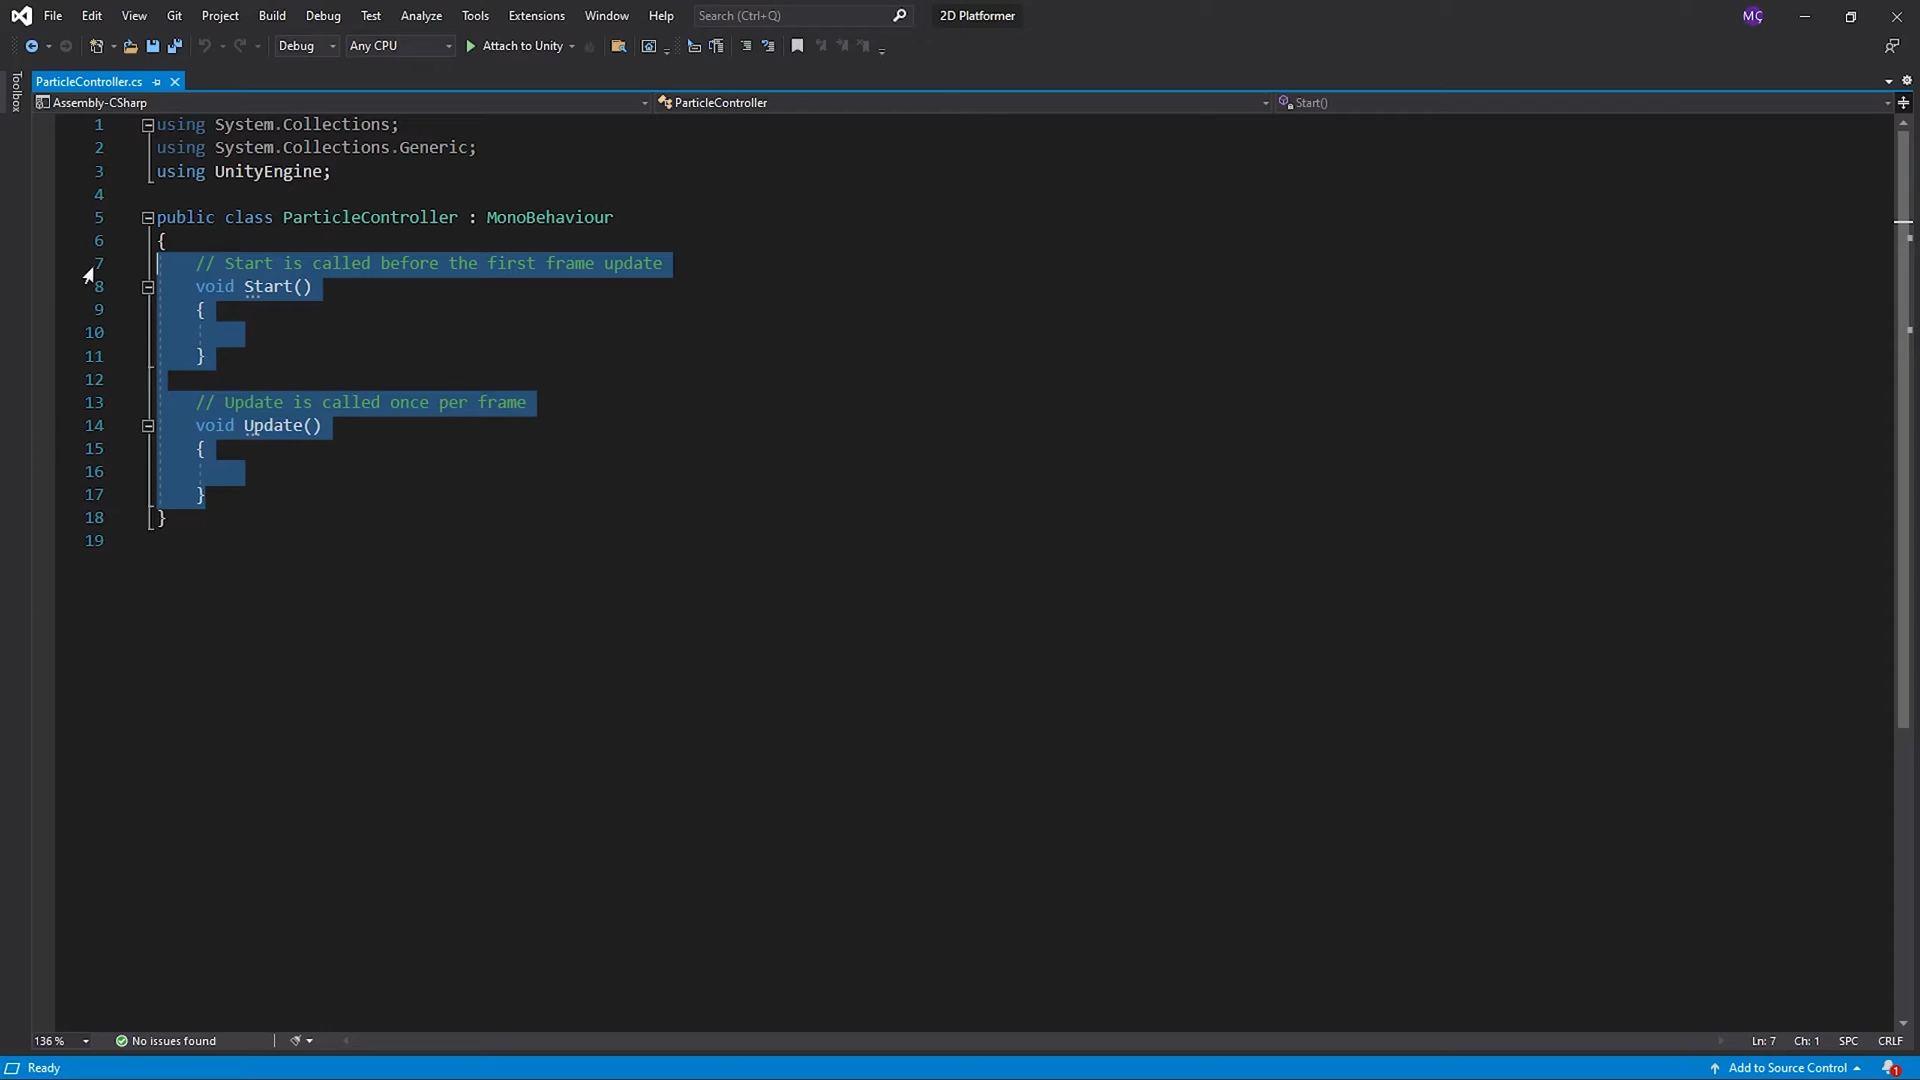 File Edit View Git Project Build Debug Test Analyze Tools Extensions Window Help Search (Ctrl+Q) 2D Platformer MÇ
Debug Any CPU Attach to Unity
Toolbox
ParticleController.cs
Assembly-CSharp ParticleController Start()
1 using System.Collections;
2 using System.Collections.Generic;
3 using UnityEngine;
4
5 public class ParticleController : MonoBehaviour
6 {
7 // Start is called before the first frame update
8 void Start()
9 {
10
11 }
12
13 // Update is called once per frame
14 void Update()
15 {
16
17 }
18 }
19
136 % No issues found Ln: 7 Ch: 1 SPC CRLF
Ready Add to Source Control 1